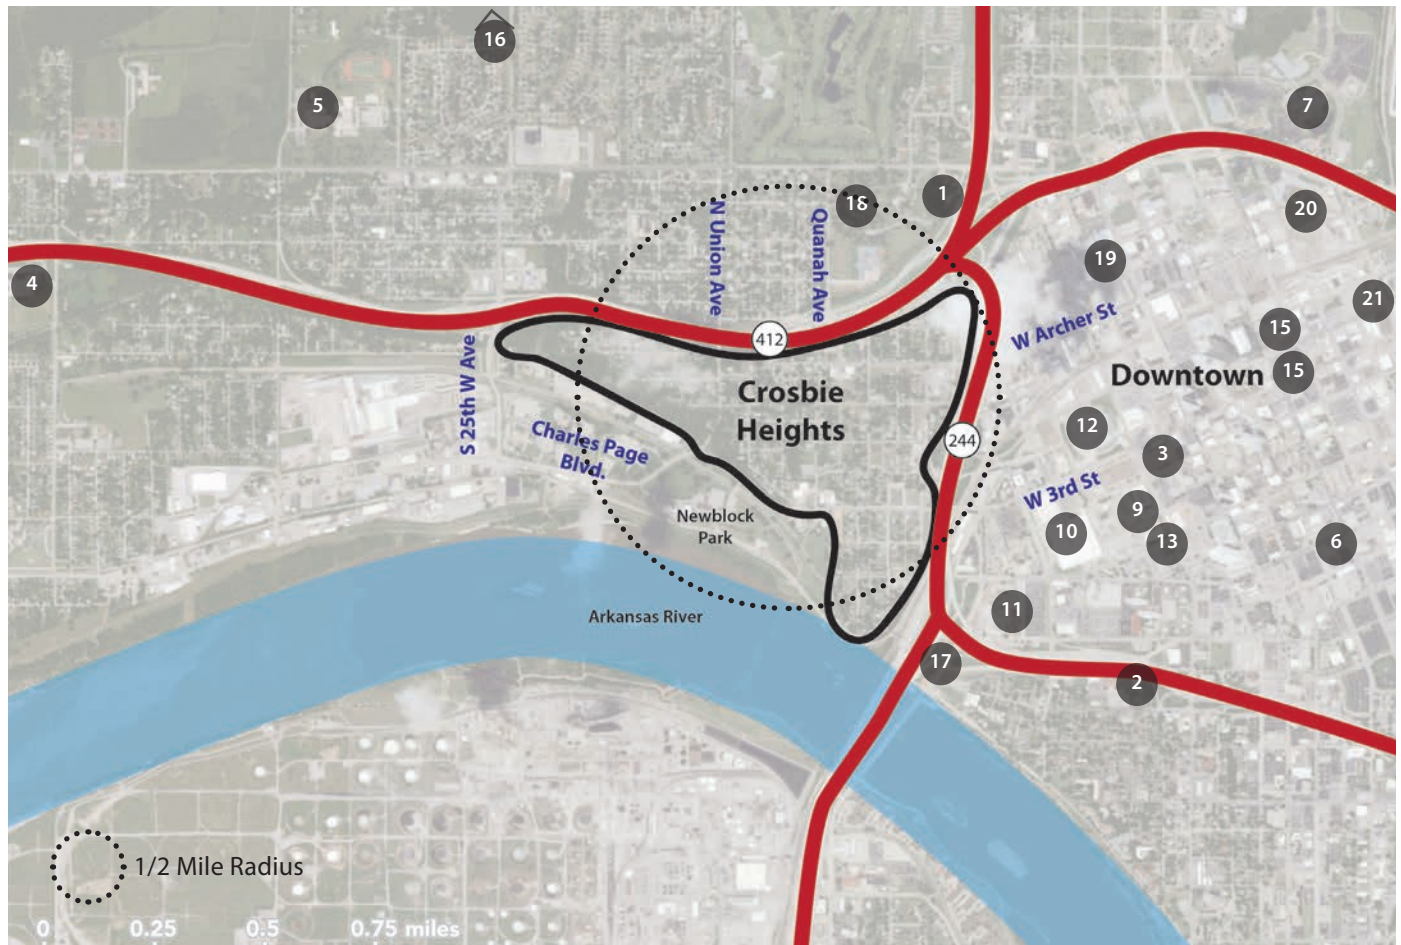 16
5
7
1
18
20
N Union Ave
Quanah Ave
19
4
21
W Archer St
15
412
Downtown
15
Crosbie
Heights
S 25th W Ave
12
Charles Page
Blvd.
244
3
W 3rd St
9
Newblock
Park
10
13
6
Arkansas River
11
17
2
1/2 Mile Radius
0 0.25 0.5 0.75 miles